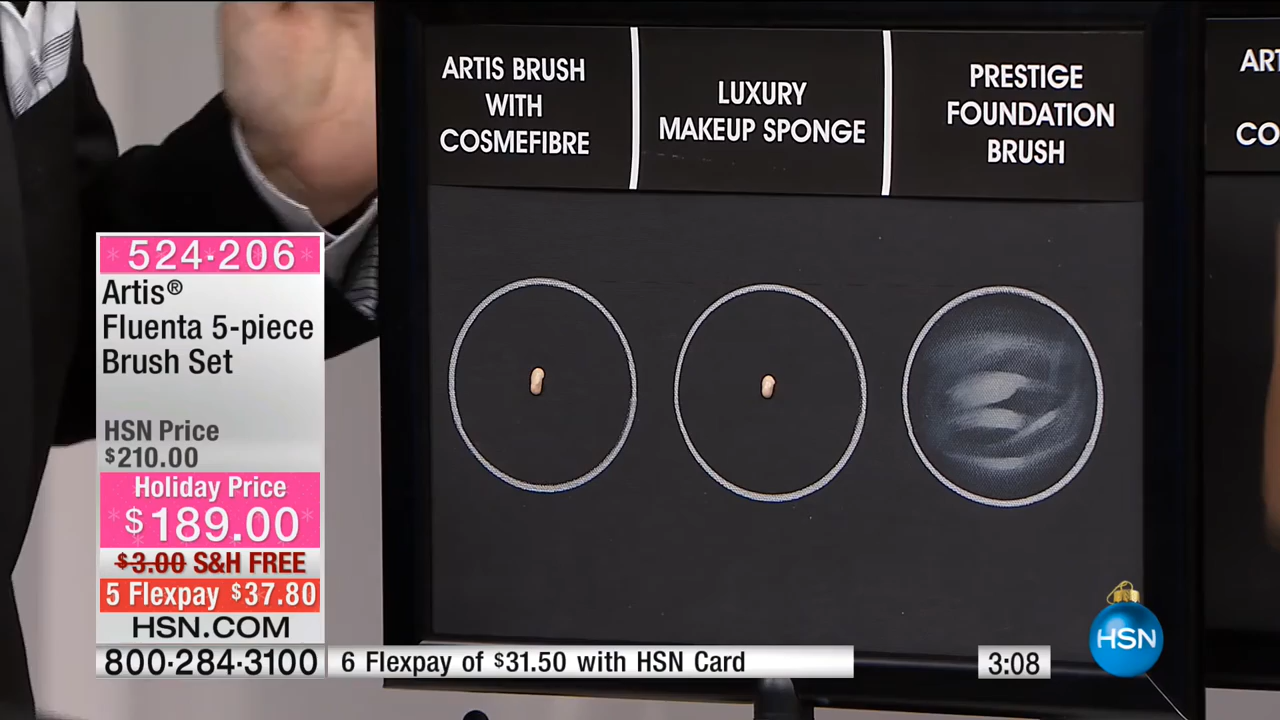 ARTIS BRUSH
WITH
COSMEFIBRE
LUXURY
MAKEUP SPONGE
PRESTIGE
FOUNDATION
BRUSH
524·206
Artis®
Fluenta 5-piece
Brush Set
HSN Price
$210.00
Holiday Price
$189.00
$3.00 S&H FREE
5 Flexpay $37.80
HSN.COM
800·284·3100
6 Flexpay of $31.50 with HSN Card
3:08
HSN